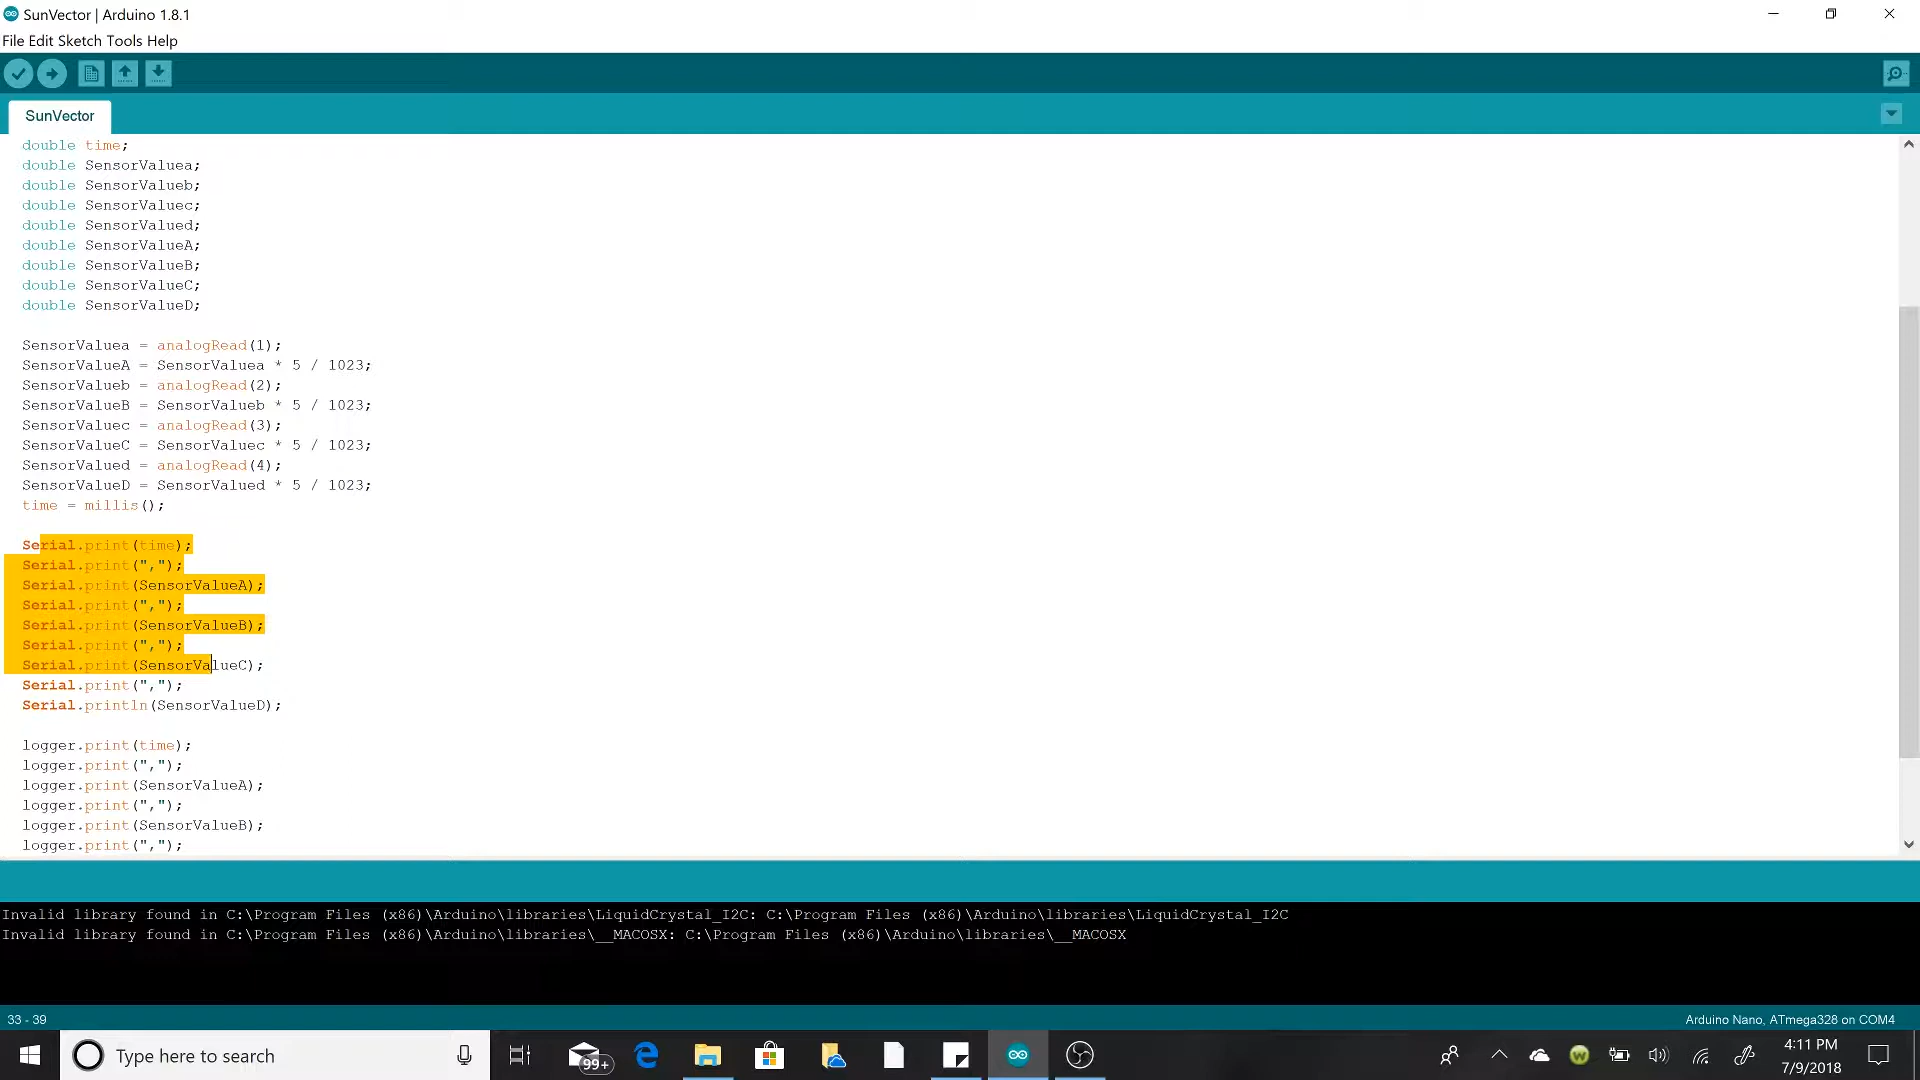 SunVector | Arduino 1.8.1
File Edit Sketch Tools Help
SunVector
double time;
double SensorValuea;
double SensorValueb;
double SensorValuec;
double SensorValued;
double SensorValueA;
double SensorValueB;
double SensorValueC;
double SensorValueD;
SensorValuea = analogRead(1);
SensorValueA = SensorValuea * 5 / 1023;
SensorValueb = analogRead(2);
SensorValueB = SensorValueb * 5 / 1023;
SensorValuec = analogRead(3);
SensorValueC = SensorValuec * 5 / 1023;
SensorValued = analogRead(4);
SensorValueD = SensorValued * 5 / 1023;
time = millis();
Serial.print(time);
Serial.print(",");
Serial.print(SensorValueA);
Serial.print(",");
Serial.print(SensorValueB);
Serial.print(",");
Serial.print(SensorValueC);
Serial.print(",");
Serial.println(SensorValueD);
logger.print(time);
logger.print(",");
logger.print(SensorValueA);
logger.print(",");
logger.print(SensorValueB);
logger.print(",");
Invalid library found in C:\Program Files (x86)\Arduino\libraries\LiquidCrystal_I2C: C:\Program Files (x86)\Arduino\libraries\LiquidCrystal_I2C
Invalid library found in C:\Program Files (x86)\Arduino\libraries\__MACOSX: C:\Program Files (x86)\Arduino\libraries\__MACOSX
33 - 39
Arduino Nano, ATmega328 on COM4
Type here to search
99+
4:11 PM
7/9/2018